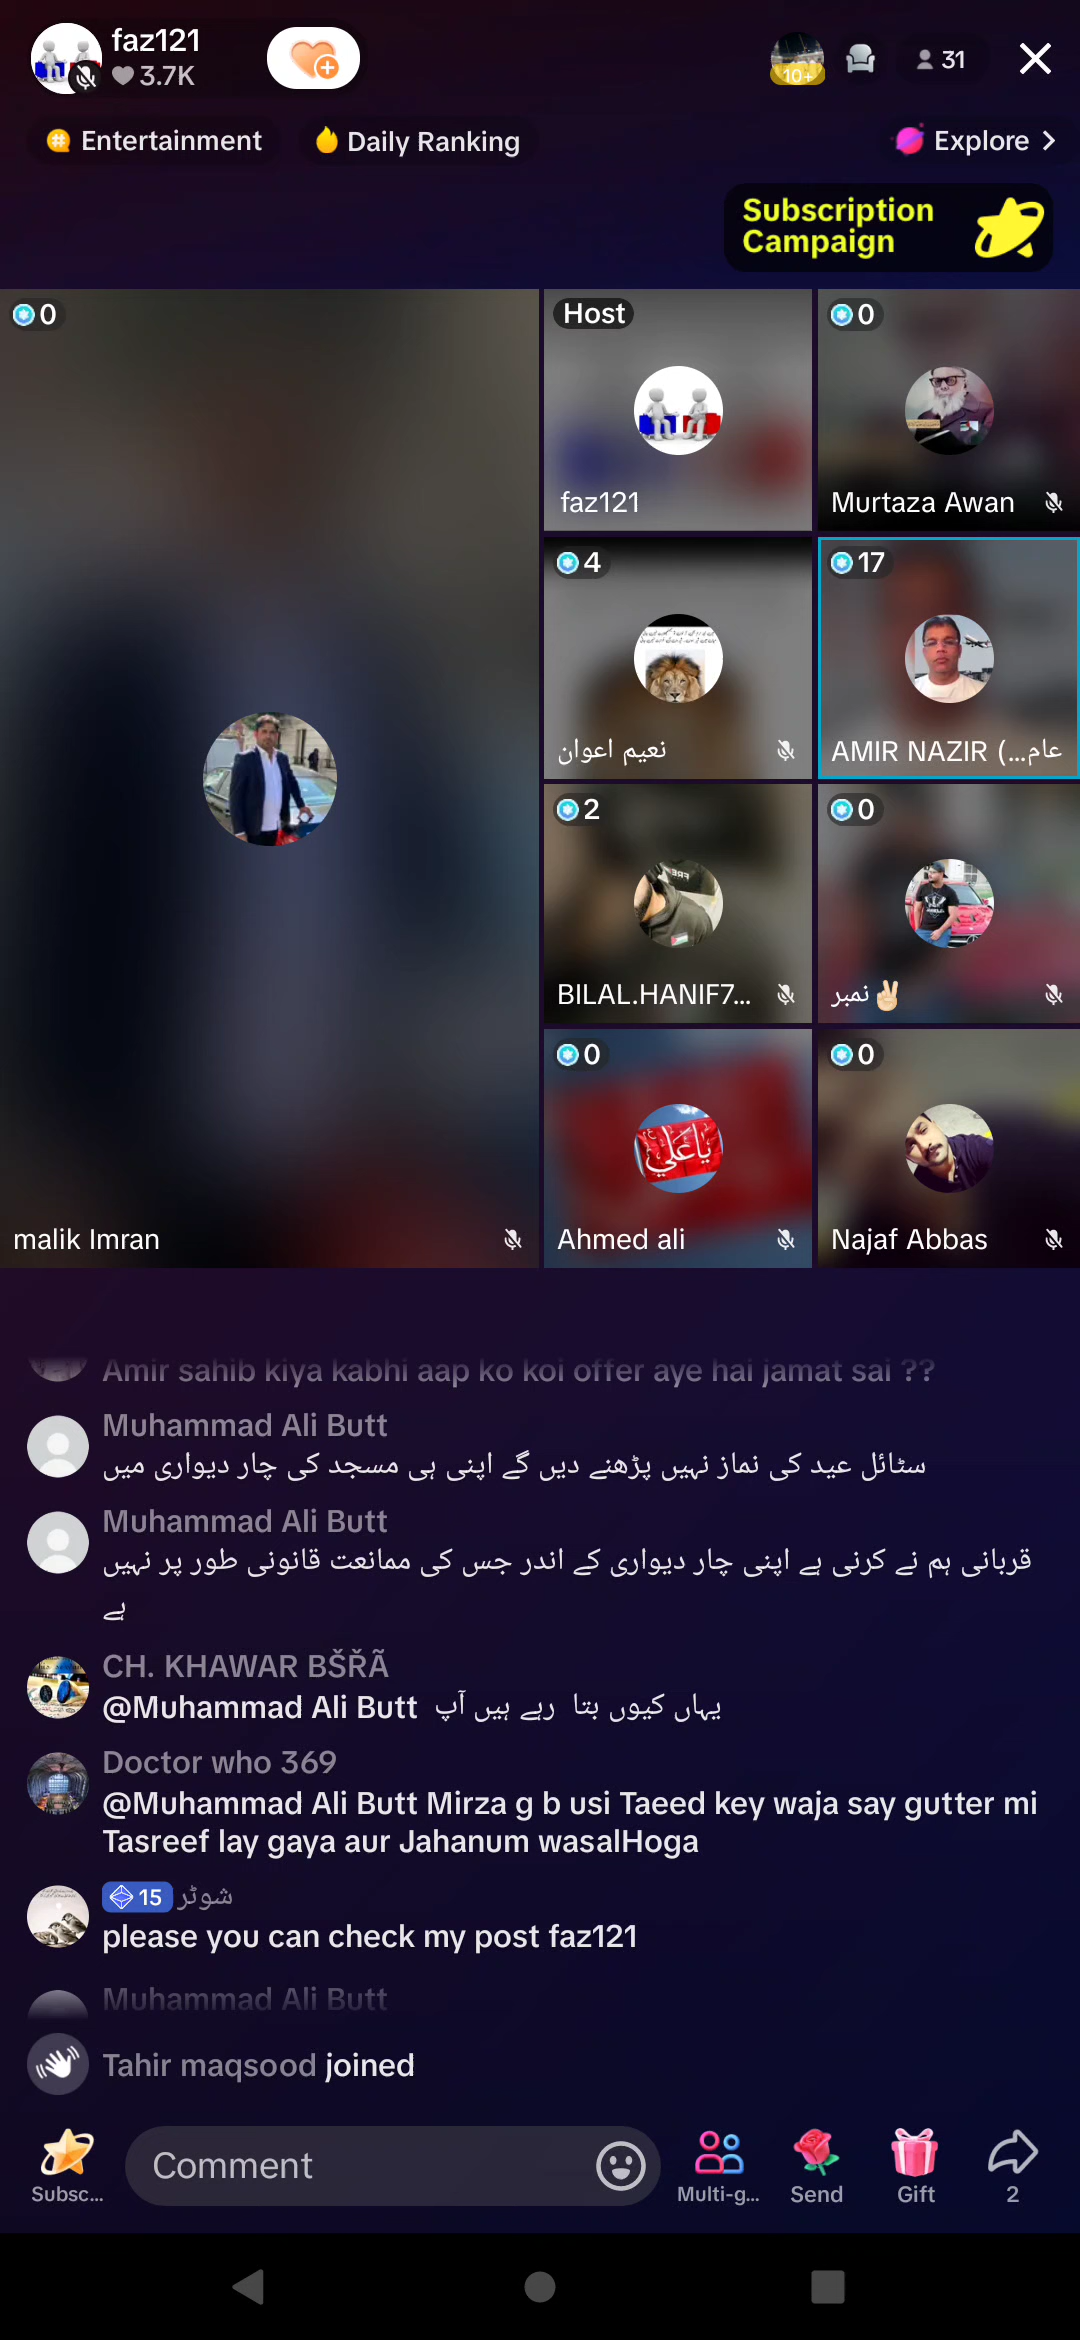 faz121
3.7K
10+
31
Entertainment
Daily Ranking
Explore
Subscription
Campaign
0
Host
faz121
0
Murtaza Awan
4
نعیم اعوان
17
AMIR NAZIR (...عام
2
BILAL.HANIF7...
0
نمبر✌🏻
malik Imran
0
یاعلي
Ahmed ali
0
Najaf Abbas
Amir sahib kiya kabhi aap ko koi offer aye hai jamat sai ??
Muhammad Ali Butt
سٹائل عید کی نماز نہیں پڑھنے دیں گے اپنی ہی مسجد کی چار دیواری میں
Muhammad Ali Butt
قربانی ہم نے کرنی ہے اپنی چار دیواری کے اندر جس کی ممانعت قانونی طور پر نہیں
ہے
CH. KHAWAR BŠŘÃ
@Muhammad Ali Butt یہاں کیوں بتا رہے ہیں آپ
Doctor who 369
@Muhammad Ali Butt Mirza g b usi Taeed key waja say gutter mi
Tasreef lay gaya aur Jahanum wasalHoga
15 شوٹر
please you can check my post faz121
Muhammad Ali Butt
Tahir maqsood joined
Subsc...
Comment
Multi-g...
Send
Gift
2